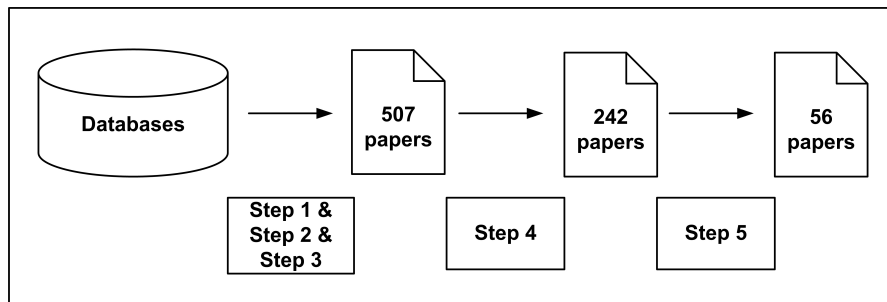 Databases
507
papers
242
papers
56
papers
Step 1 &
Step 2 &
Step 3
Step 4
Step 5